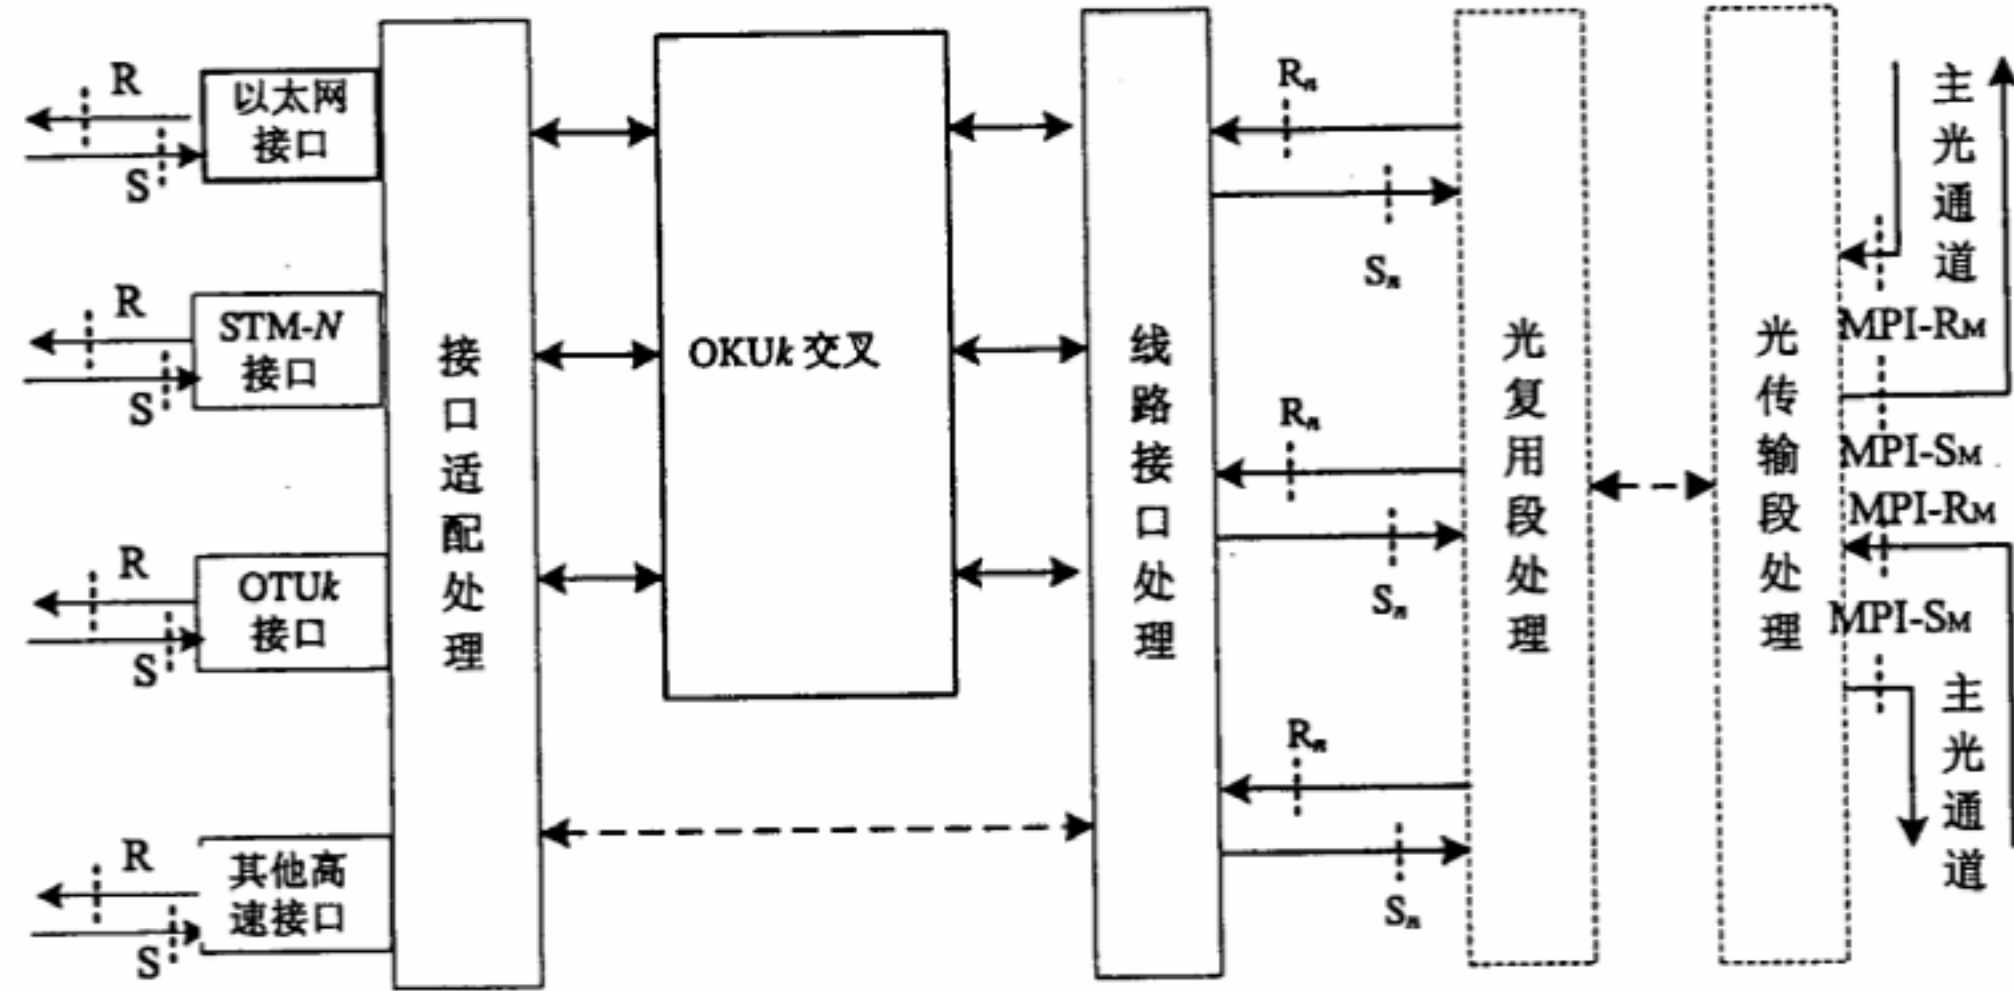 R
以太网
接口
S
R
STM-N
接口
S
R
OTUk
接口
S
R
其他高
速接口
S
接口适配处理
OKUk 交叉
线路接口处理
Rn
Sn
Rn
Sn
Rn
Sn
光复用段处理
光传输段处理
主光通道
MPI-RM
MPI-SM
MPI-RM
MPI-SM
主光通道